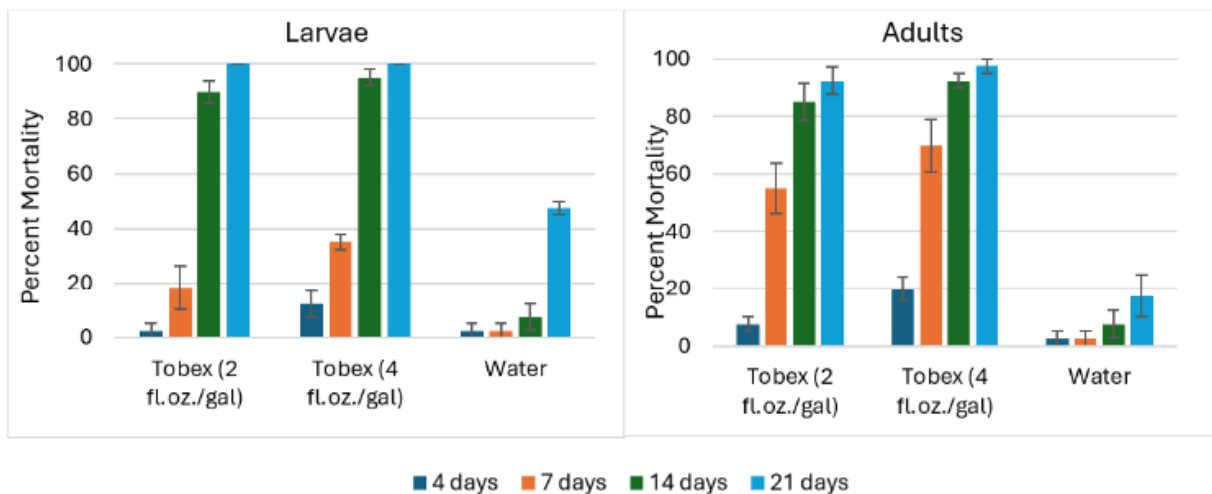 Larvae
Percent Mortality
100
80
60
40
20
0
Tobex (2
fl.oz./gal)
Tobex (4
fl.oz./gal)
Water
Adults
Percent Mortality
100
80
60
40
20
0
Tobex (2
fl.oz./gal)
Tobex (4
fl.oz./gal)
Water
4 days 7 days 14 days 21 days